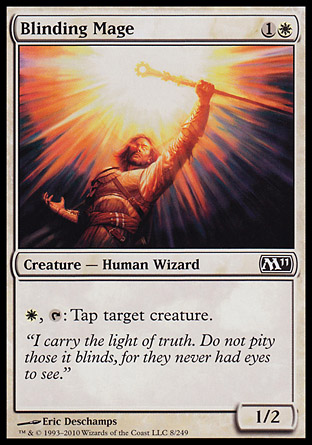 Blinding Mage 1
Creature — Human Wizard M11
, : Tap target creature.
“I carry the light of truth. Do not pity
those it blinds, for they never had eyes
to see.”
Eric Deschamps
™ & © 1993–2010 Wizards of the Coast LLC 8/249
1/2